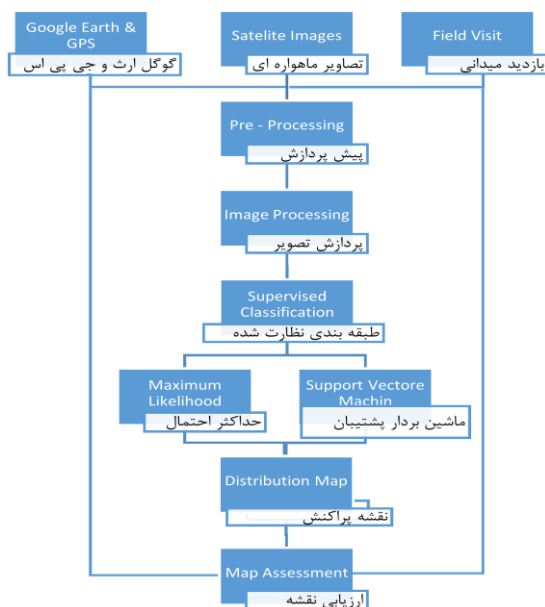 Google Earth &
GPS
گوگل ارث و جی پی اس
Satelite Images
تصاویر ماهواره ای
Field Visit
بازدید میدانی
Pre - Processing
پیش پردازش
Image Processing
پردازش تصویر
Supervised
Classification
طبقه بندی نظارت شده
Maximum
Likelihood
حداکثر احتمال
Support Vectore
Machin
ماشین بردار پشتیبان
Distribution Map
نقشه پراکنش
Map Assessment
ارزیابی نقشه